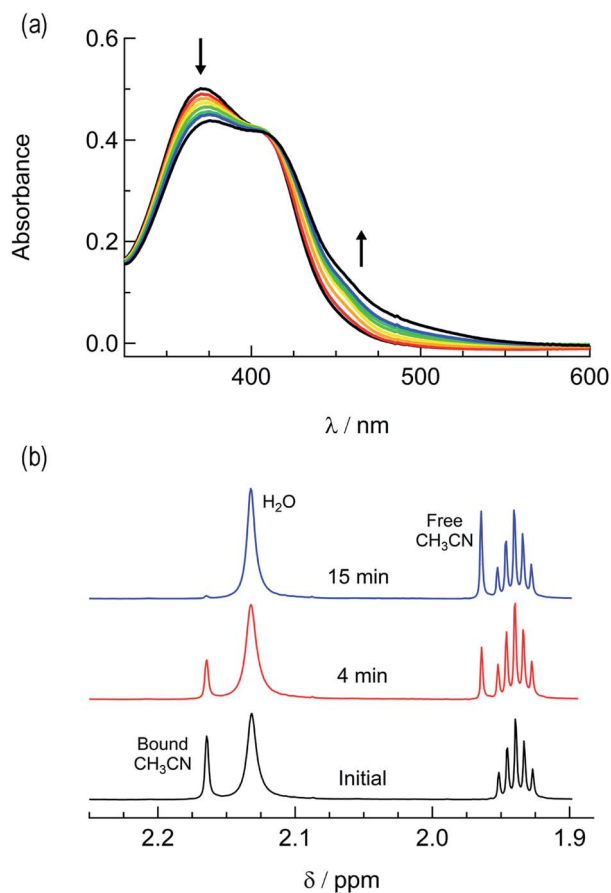 (a)
0.6
0.4
0.2
0.0
Absorbance
400
500
600
λ / nm
(b)
H₂O
Free
CH₃CN
15 min
4 min
Bound
CH₃CN
Initial
2.2
2.1
2.0
1.9
δ / ppm